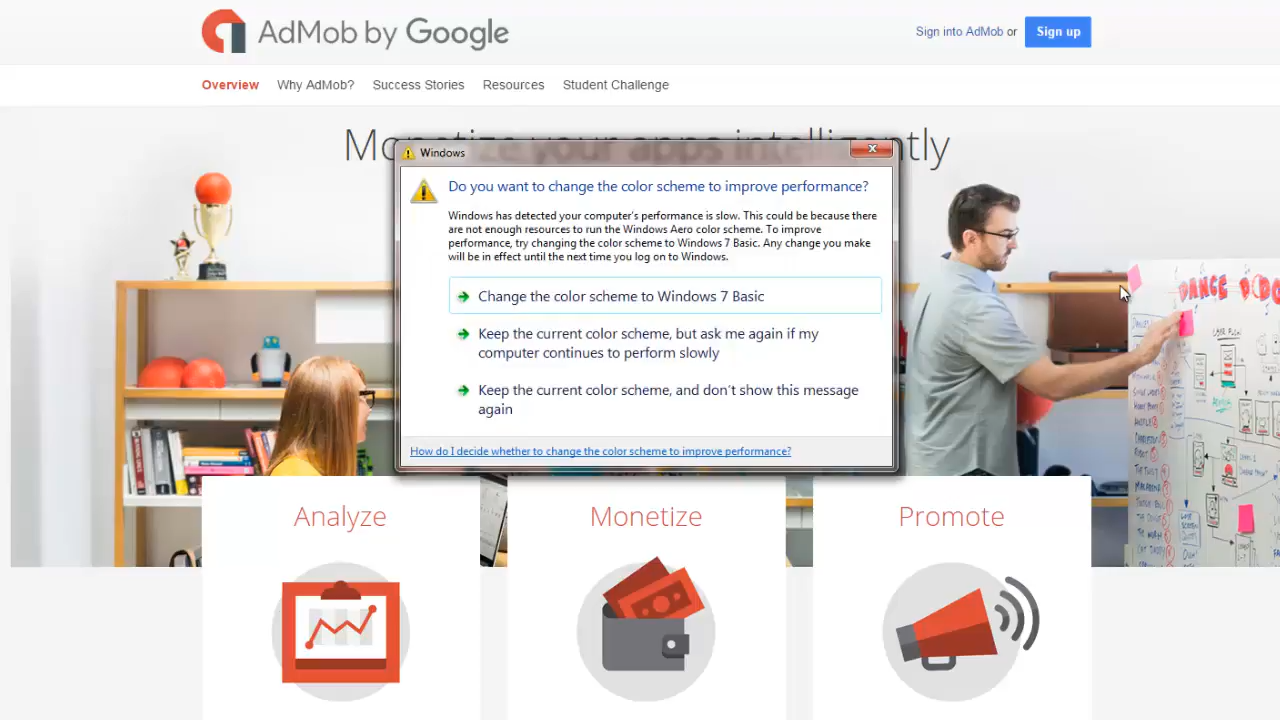 AdMob by Google
Sign into AdMob or
Sign up
Overview
Why AdMob?
Success Stories
Resources
Student Challenge
Monetize your apps intelligently
Windows
Do you want to change the color scheme to improve performance?
Windows has detected your computer's performance is slow. This could be because there
are not enough resources to run the Windows Aero color scheme. To improve
performance, try changing the color scheme to Windows 7 Basic. Any change you make
will be in effect until the next time you log on to Windows.
Change the color scheme to Windows 7 Basic
Keep the current color scheme, but ask me again if my
computer continues to perform slowly
Keep the current color scheme, and don't show this message
again
How do I decide whether to change the color scheme to improve performance?
DANCE
Analyze
Monetize
Promote